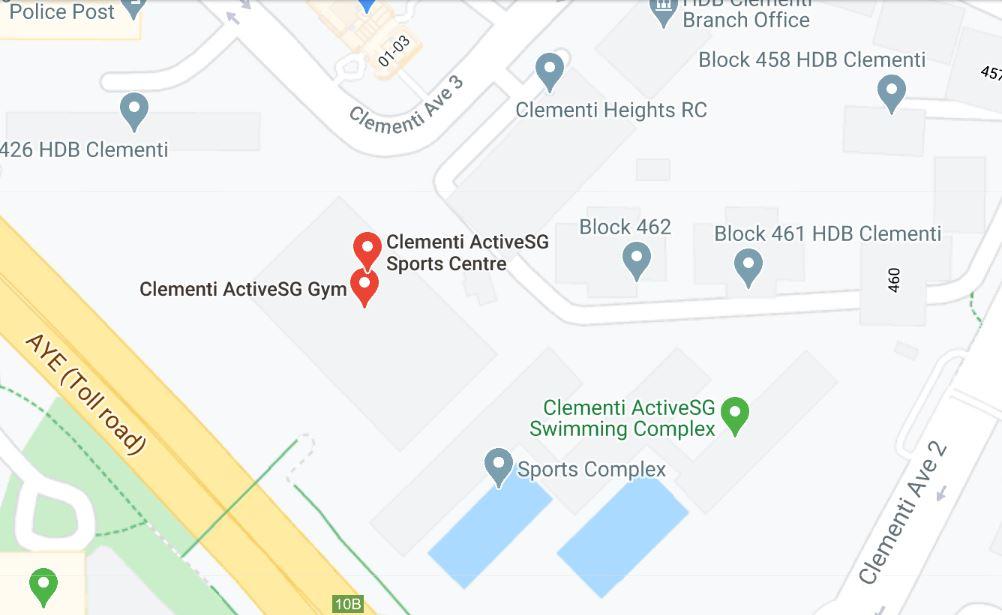 Police Post
01-03
HDB Clementi
Branch Office
Block 458 HDB Clementi
457
Clementi Ave 3
Clementi Heights RC
426 HDB Clementi
Block 462
Block 461 HDB Clementi
Clementi ActiveSG
Sports Centre
Clementi ActiveSG Gym
460
AYE (Toll road)
Clementi ActiveSG
Swimming Complex
Sports Complex
Clementi Ave 2
10B